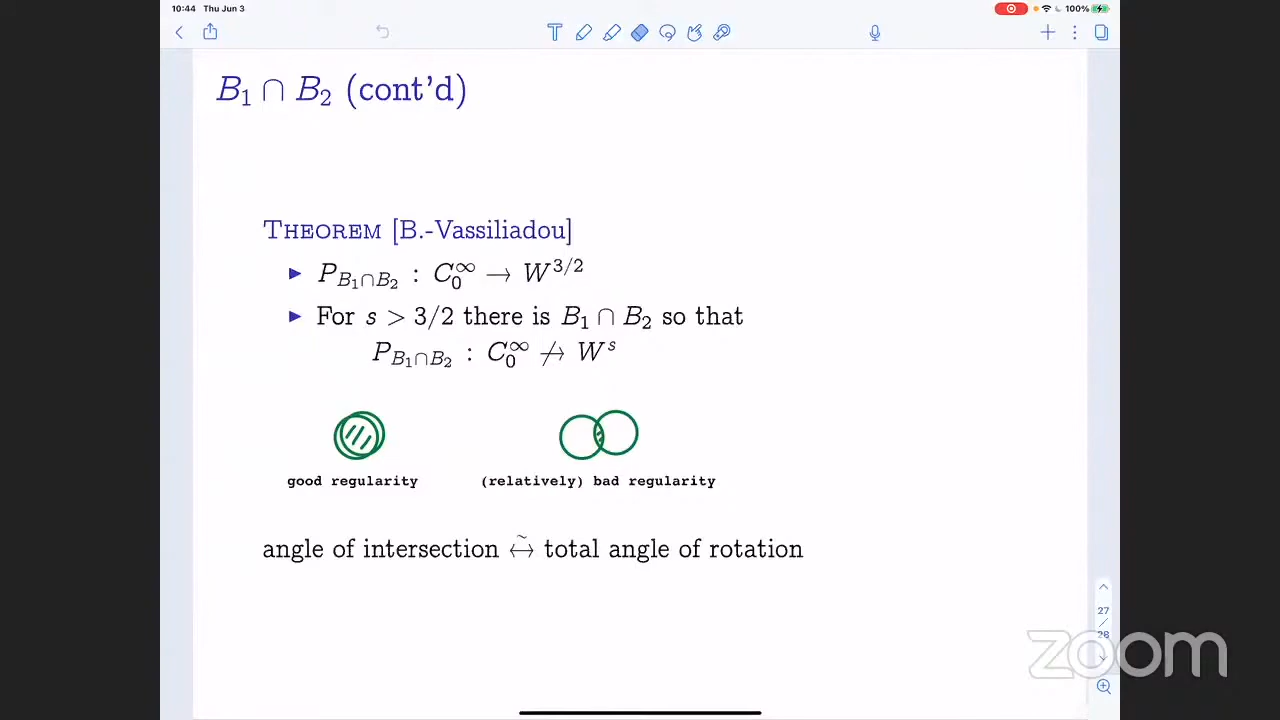 10:44 Thu Jun 3
100%
B₁ ∩ B₂ (cont'd)
THEOREM [B.-Vassiliadou]
▶ P_{B₁∩B₂} : C₀^∞ → W^{3/2}
▶ For s > 3/2 there is B₁ ∩ B₂ so that
P_{B₁∩B₂} : C₀^∞ ↛ W^s
good regularity
(relatively) bad regularity
angle of intersection ↔̃ total angle of rotation
27
/
28
zoom